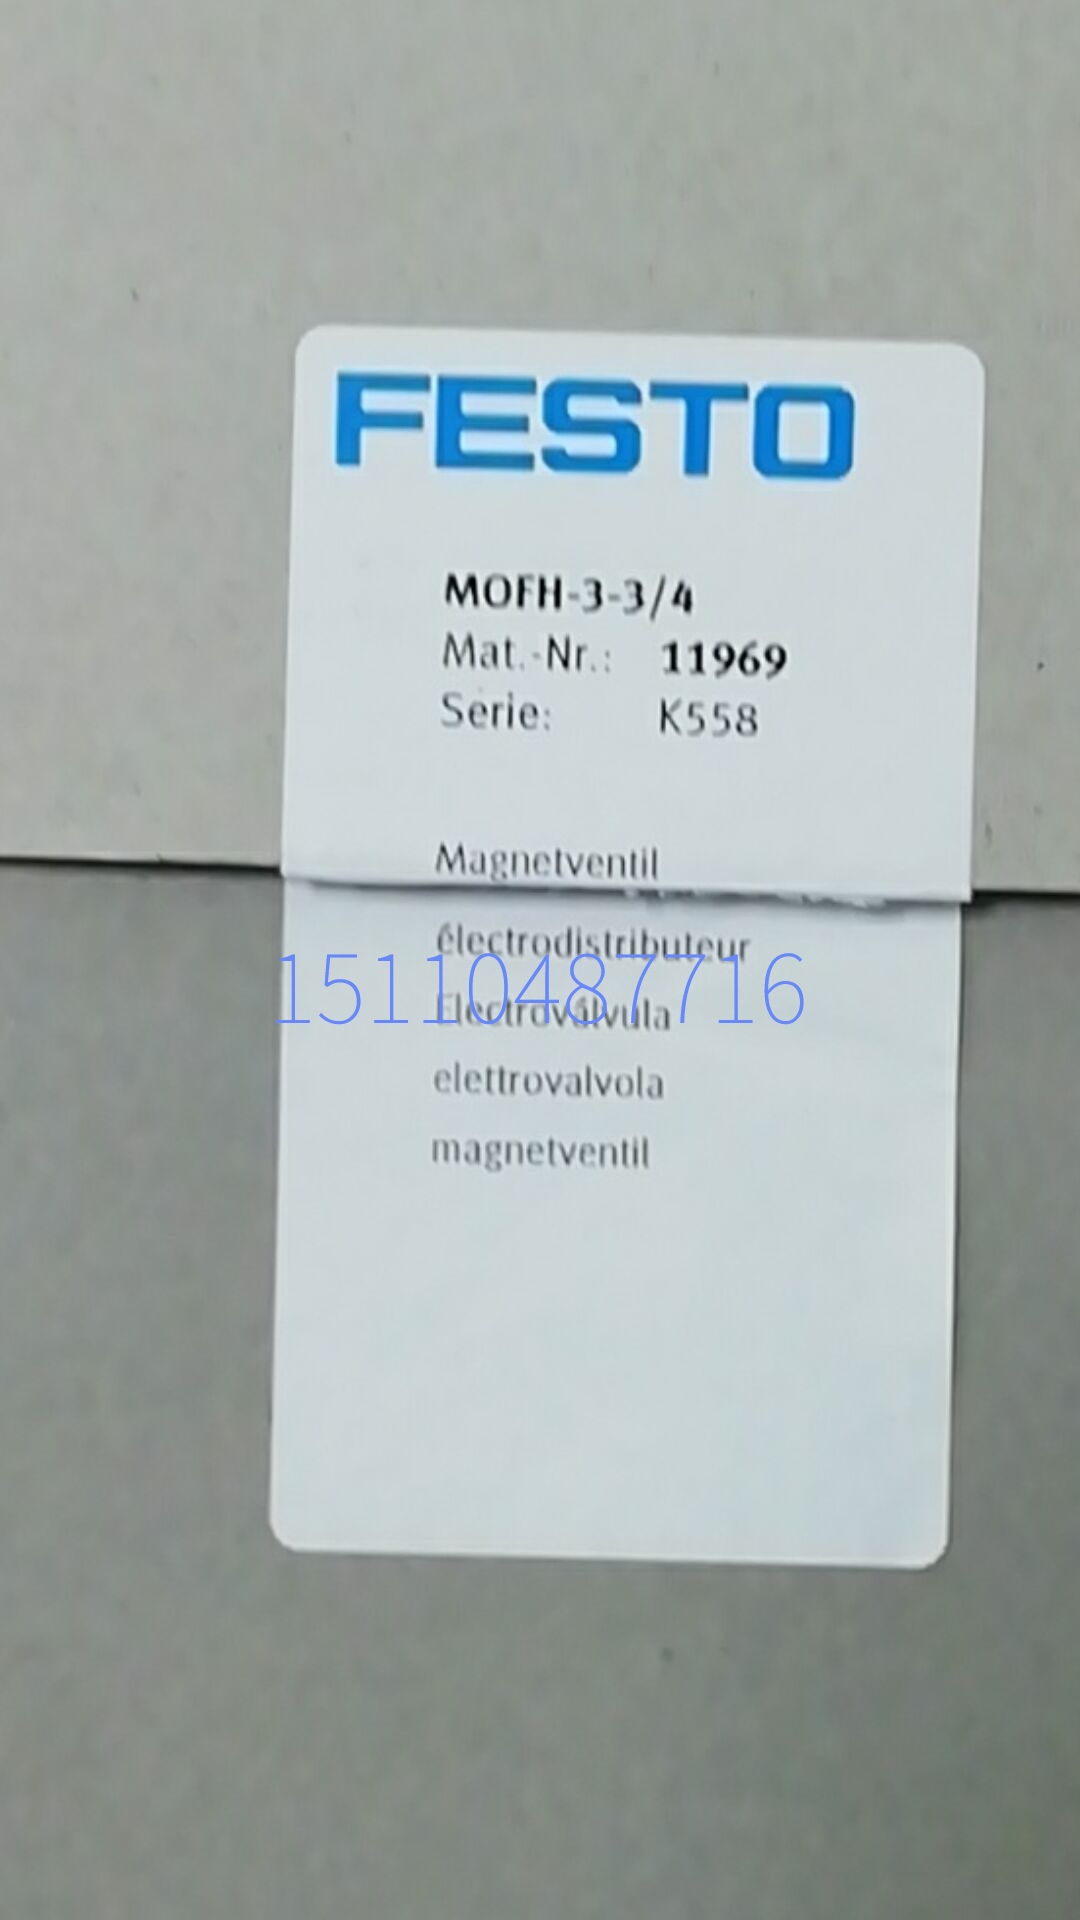 FESTO
MOFH-3-3/4
Mat.-Nr.: 11969
Serie: K558
Magnetventil
électrodistributeur
15110487716
Electroválvula
elettrovalvola
magnetventil